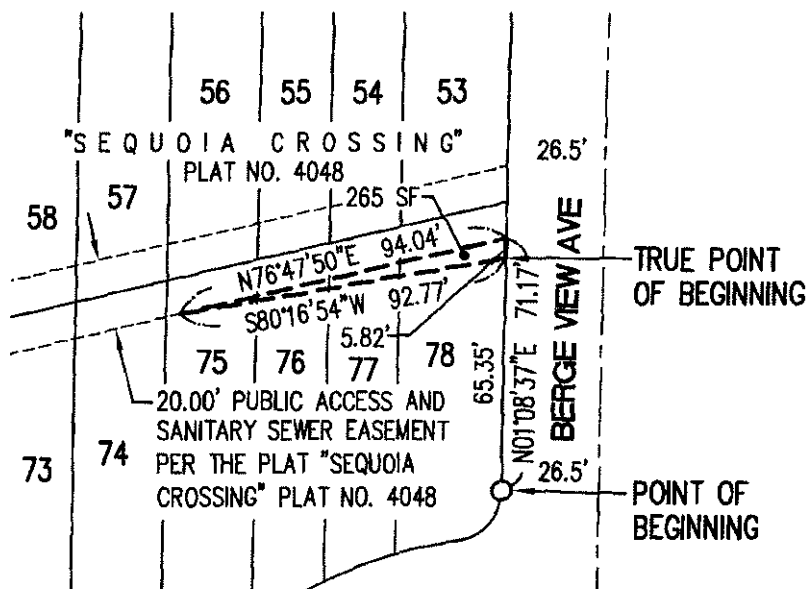 56 55 54 53
"SEQUOIA CROSSING"
PLAT NO. 4048
26.5'
58 57
265 SF
N76°47'50"E 94.04'
S80°16'54"W 92.77'
5.82'
TRUE POINT
OF BEGINNING
75 76 77 78
65.35'
N01°08'37"E 71.17'
BERGE VIEW AVE
20.00' PUBLIC ACCESS AND
SANITARY SEWER EASEMENT
PER THE PLAT "SEQUOIA
CROSSING" PLAT NO. 4048
73 74
26.5'
POINT OF
BEGINNING